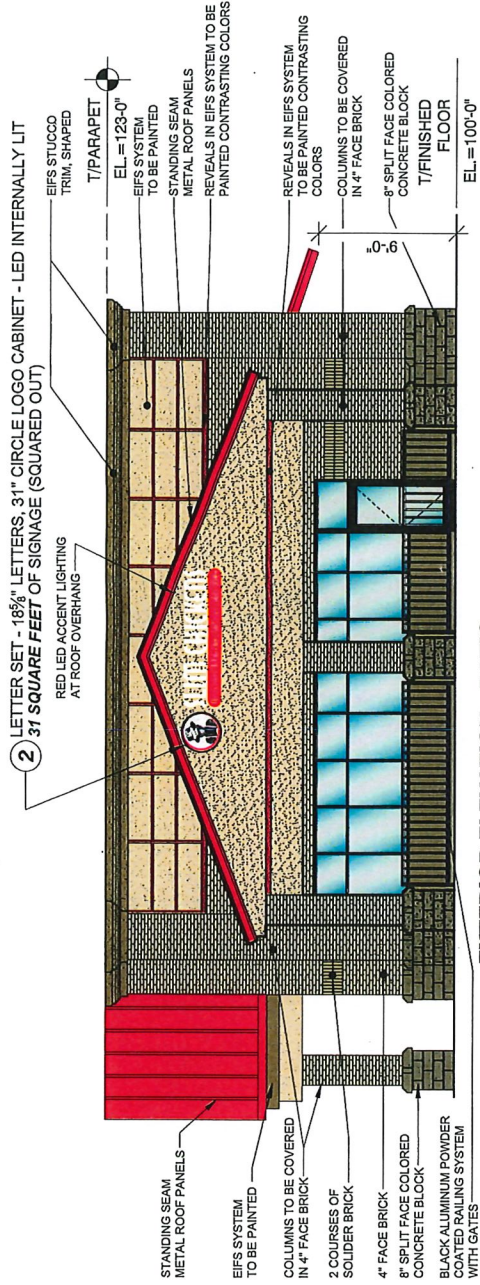 2 LETTER SET - 18⅝" LETTERS, 31" CIRCLE LOGO CABINET - LED INTERNALLY LIT
31 SQUARE FEET OF SIGNAGE (SQUARED OUT)
RED LED ACCENT LIGHTING
AT ROOF OVERHANG
EIFS STUCCO
TRIM, SHAPED
T/PARAPET
EL.=123-0"
EIFS SYSTEM
TO BE PAINTED
STANDING SEAM
METAL ROOF PANELS
REVEALS IN EIFS SYSTEM TO BE
PAINTED CONTRASTING COLORS
REVEALS IN EIFS SYSTEM
TO BE PAINTED CONTRASTING
COLORS
COLUMNS TO BE COVERED
IN 4" FACE BRICK
8" SPLIT FACE COLORED
CONCRETE BLOCK
9'-0"
T/FINISHED
FLOOR
EL.=100'-0"
STANDING SEAM
METAL ROOF PANELS
EIFS SYSTEM
TO BE PAINTED
COLUMNS TO BE COVERED
IN 4" FACE BRICK
2 COURSES OF
SOLIDER BRICK
4" FACE BRICK
8" SPLIT FACE COLORED
CONCRETE BLOCK
BLACK ALUMINUM POWDER
COATED RAILING SYSTEM
WITH GATES